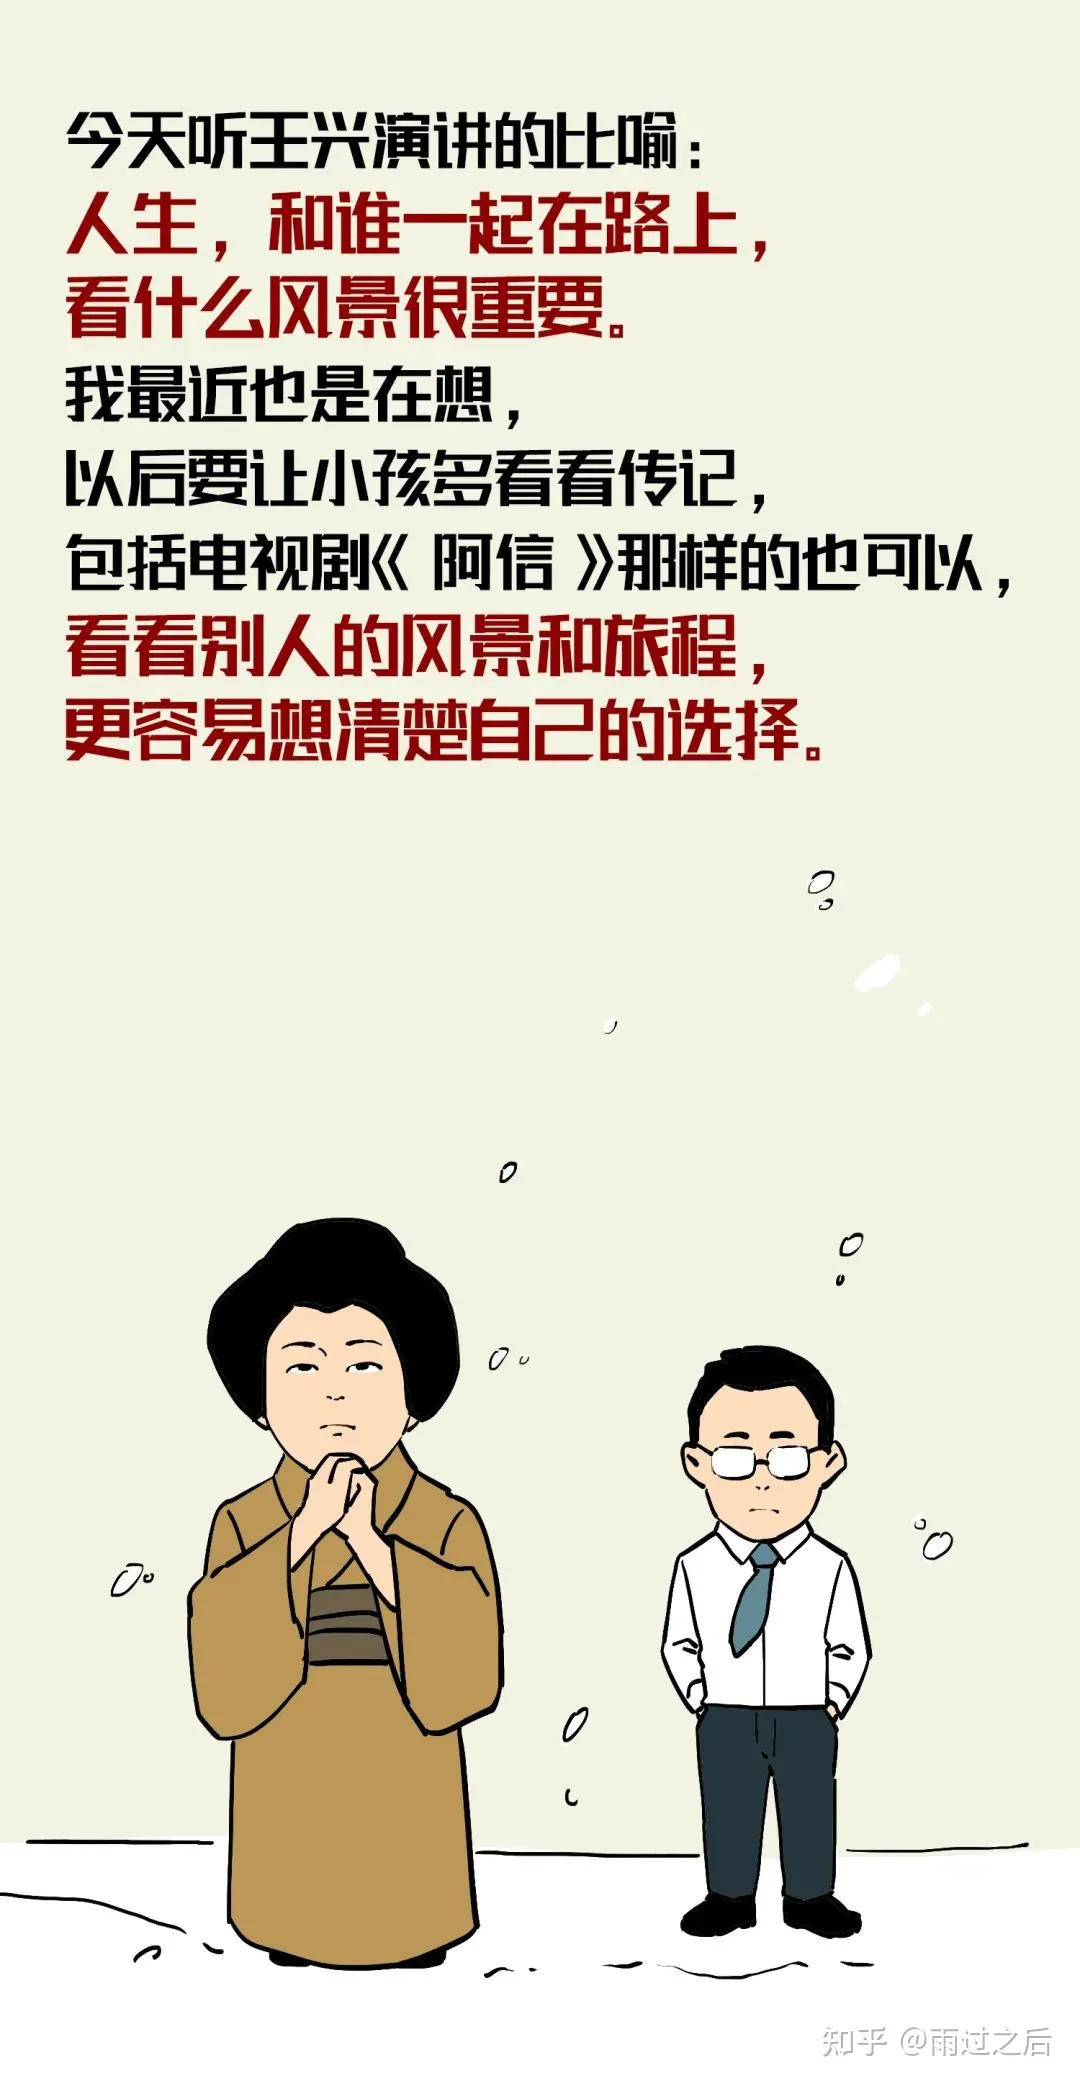 今天听王兴演讲的比喻：
人生，和谁一起在路上，
看什么风景很重要。
我最近也是在想，
以后要让小孩多看看传记，
包括电视剧《阿信》那样的也可以，
看看别人的风景和旅程，
更容易想清楚自己的选择。
知乎 @雨过之后